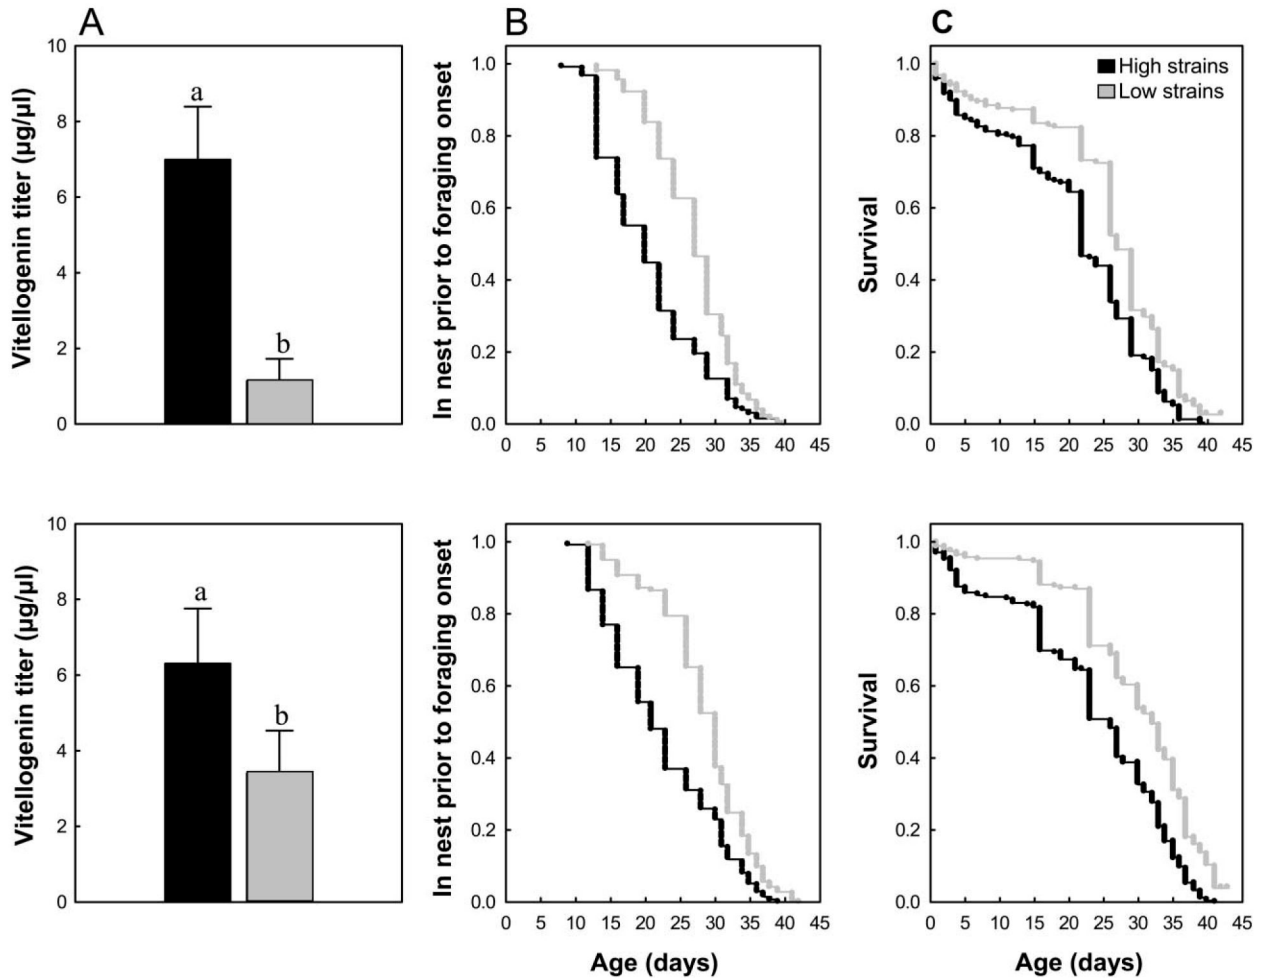 A
B
C
Vitellogenin titer (µg/µl)
10
8
6
4
2
0
a
b
In nest prior to foraging onset
1.0
0.8
0.6
0.4
0.2
0.0
0 5 10 15 20 25 30 35 40 45
Survival
1.0
0.8
0.6
0.4
0.2
0.0
High strains
Low strains
0 5 10 15 20 25 30 35 40 45
Vitellogenin titer (µg/µl)
10
8
6
4
2
0
a
b
In nest prior to foraging onset
1.0
0.8
0.6
0.4
0.2
0.0
0 5 10 15 20 25 30 35 40 45
Age (days)
Survival
1.0
0.8
0.6
0.4
0.2
0.0
0 5 10 15 20 25 30 35 40 45
Age (days)